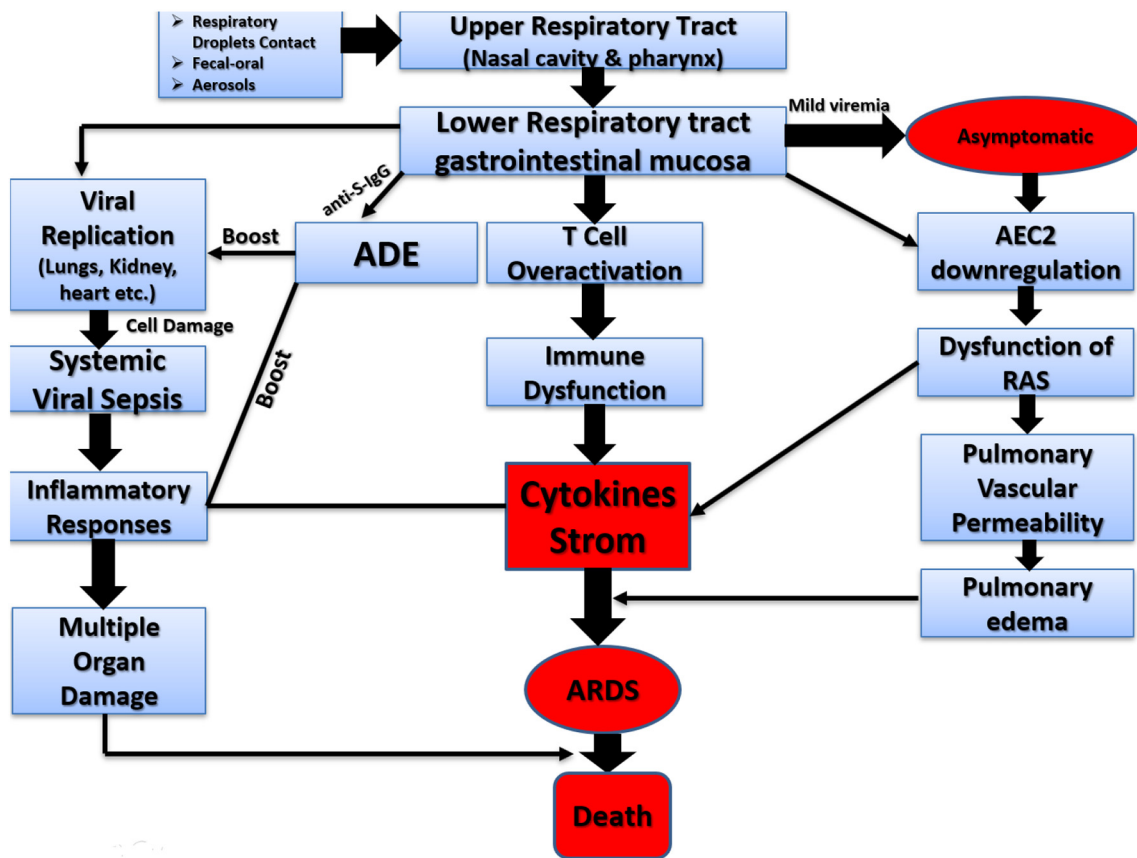 Respiratory
Droplets Contact
Fecal-oral
Aerosols
Upper Respiratory Tract
(Nasal cavity & pharynx)
Lower Respiratory tract
gastrointestinal mucosa
Mild viremia
Asymptomatic
anti-S-IgG
Viral
Replication
(Lungs, Kidney,
heart etc.)
Boost
ADE
T Cell
Overactivation
AEC2
downregulation
Cell Damage
Systemic
Viral Sepsis
Boost
Immune
Dysfunction
Dysfunction of
RAS
Inflammatory
Responses
Cytokines
Strom
Pulmonary
Vascular
Permeability
Pulmonary
edema
Multiple
Organ
Damage
ARDS
Death